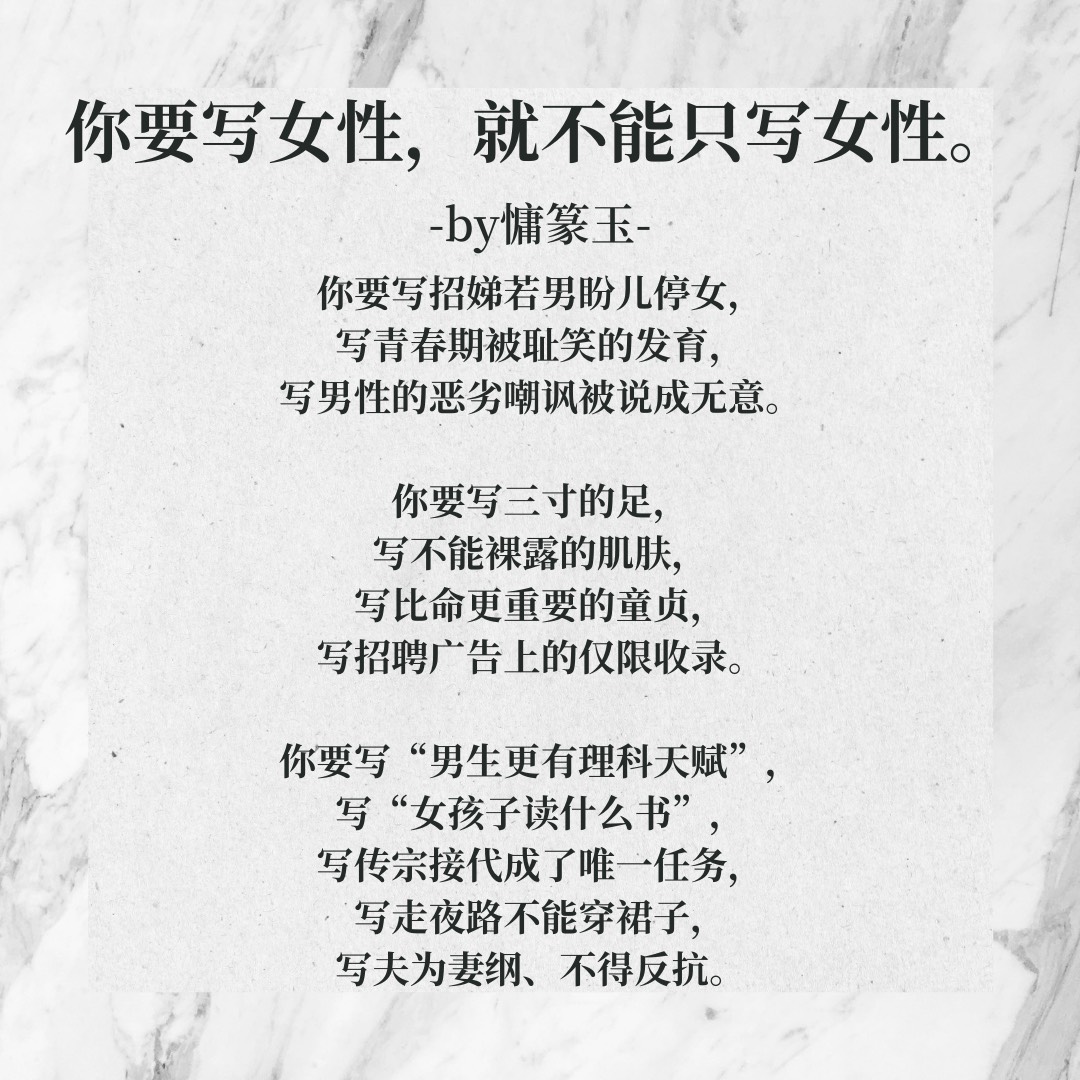 你要写女性，就不能只写女性。
-by慵篆玉-
你要写招娣若男盼儿停女，
写青春期被耻笑的发育，
写男性的恶劣嘲讽被说成无意。
你要写三寸的足，
写不能裸露的肌肤，
写比命更重要的童贞，
写招聘广告上的仅限收录。
你要写“男生更有理科天赋”，
写“女孩子读什么书”，
写传宗接代成了唯一任务，
写走夜路不能穿裙子，
写夫为妻纲、不得反抗。